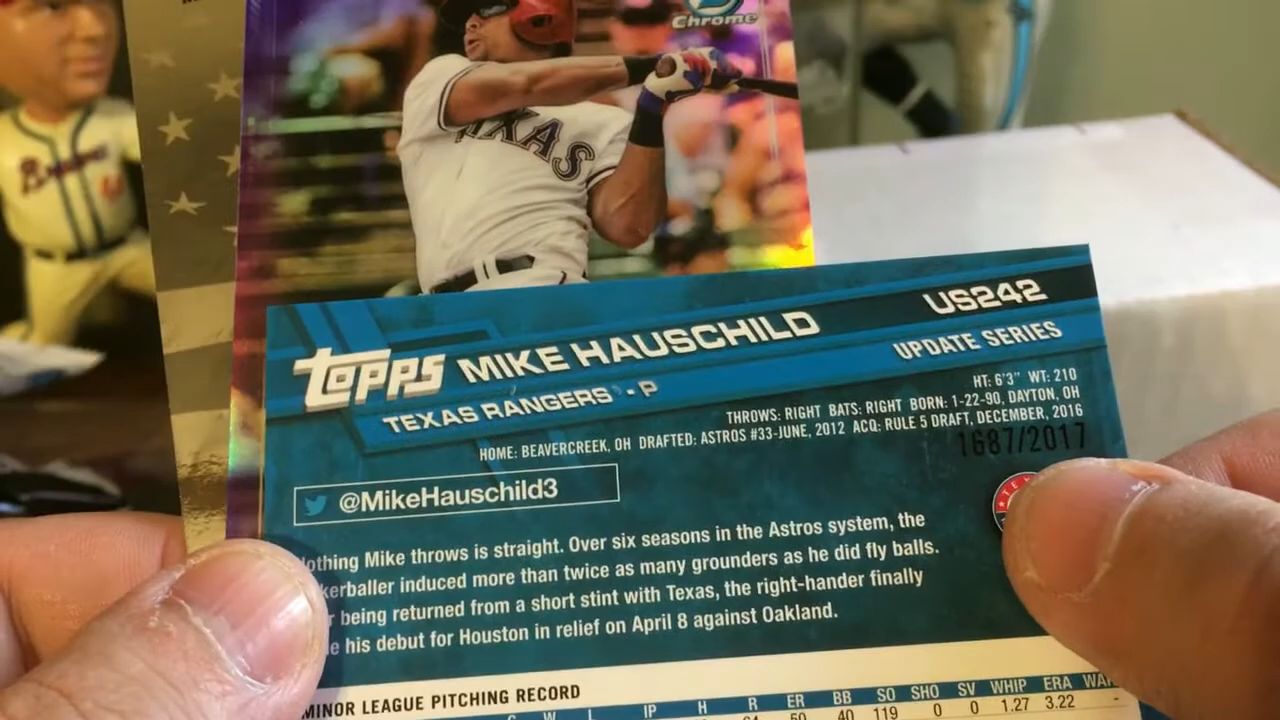 Chrome
TEXAS
Braves
topps MIKE HAUSCHILD US242
UPDATE SERIES
TEXAS RANGERS - P
HT: 6'3" WT: 210
THROWS: RIGHT BATS: RIGHT BORN: 1-22-90, DAYTON, OH
HOME: BEAVERCREEK, OH DRAFTED: ASTROS #33-JUNE, 2012 ACQ: RULE 5 DRAFT, DECEMBER, 2016
1687/2017
@MikeHauschild3
Mike throws is straight. Over six seasons in the Astros system, the
induced more than twice as many grounders as he did fly balls.
being returned from a short stint with Texas, the right-hander finally
his debut for Houston in relief on April 8 against Oakland.
MINOR LEAGUE PITCHING RECORD
IP H R ER BB SO SHO SV WHIP ERA WAR
50 40 119 0 0 1.27 3.22 -